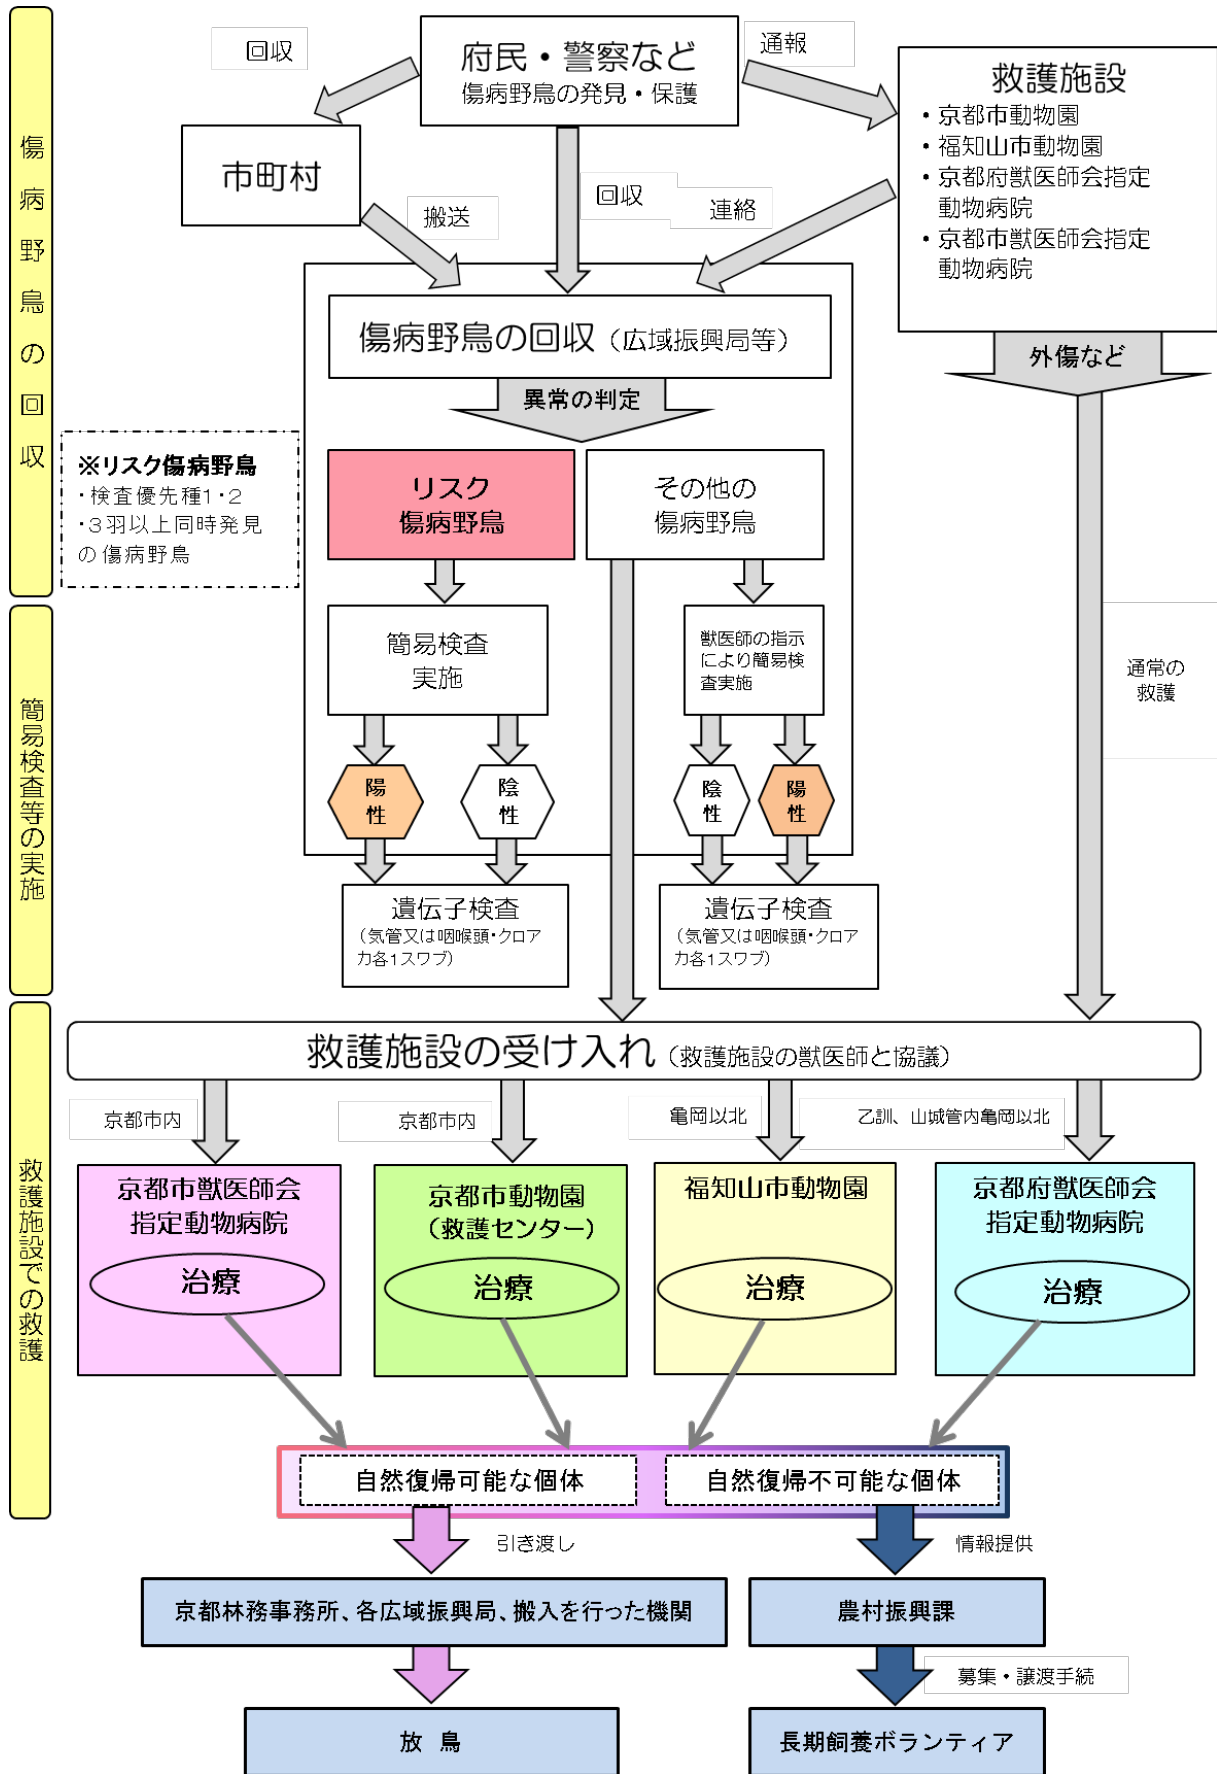 傷病野鳥の回収
回収
府民・警察など
傷病野鳥の発見・保護
通報
救護施設
・京都市動物園
・福知山市動物園
・京都府獣医師会指定
動物病院
・京都市獣医師会指定
動物病院
市町村
搬送
回収
連絡
傷病野鳥の回収（広域振興局等）
外傷など
異常の判定
※リスク傷病野鳥
・検査優先種1・2
・3羽以上同時発見
の傷病野鳥
リスク
傷病野鳥
その他の
傷病野鳥
簡易検査等の実施
簡易検査
実施
獣医師の指示
により簡易検
査実施
通常の
救護
陽
性
陰
性
陰
性
陽
性
遺伝子検査
（気管又は咽喉頭・クロア
カ各1スワブ）
遺伝子検査
（気管又は咽喉頭・クロア
カ各1スワブ）
救護施設での救護
救護施設の受け入れ（救護施設の獣医師と協議）
京都市内
京都市内
亀岡以北
乙訓、山城管内亀岡以北
京都市獣医師会
指定動物病院
治療
京都市動物園
（救護センター）
治療
福知山市動物園
治療
京都府獣医師会
指定動物病院
治療
自然復帰可能な個体
自然復帰不可能な個体
引き渡し
情報提供
京都林務事務所、各広域振興局、搬入を行った機関
農村振興課
募集・譲渡手続
放 鳥
長期飼養ボランティア